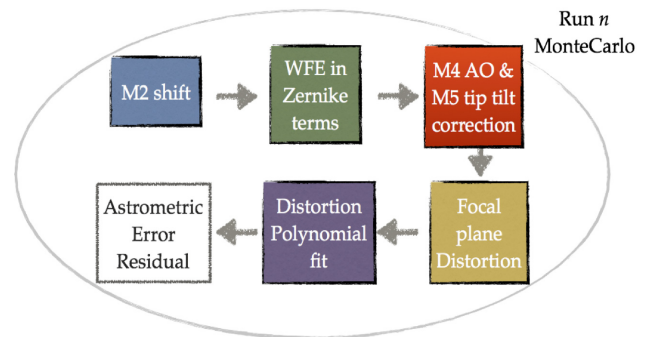 Run n
MonteCarlo
M2 shift
WFE in
Zernike
terms
M4 AO &
M5 tip tilt
correction
Focal
plane
Distortion
Distortion
Polynomial
fit
Astrometric
Error
Residual